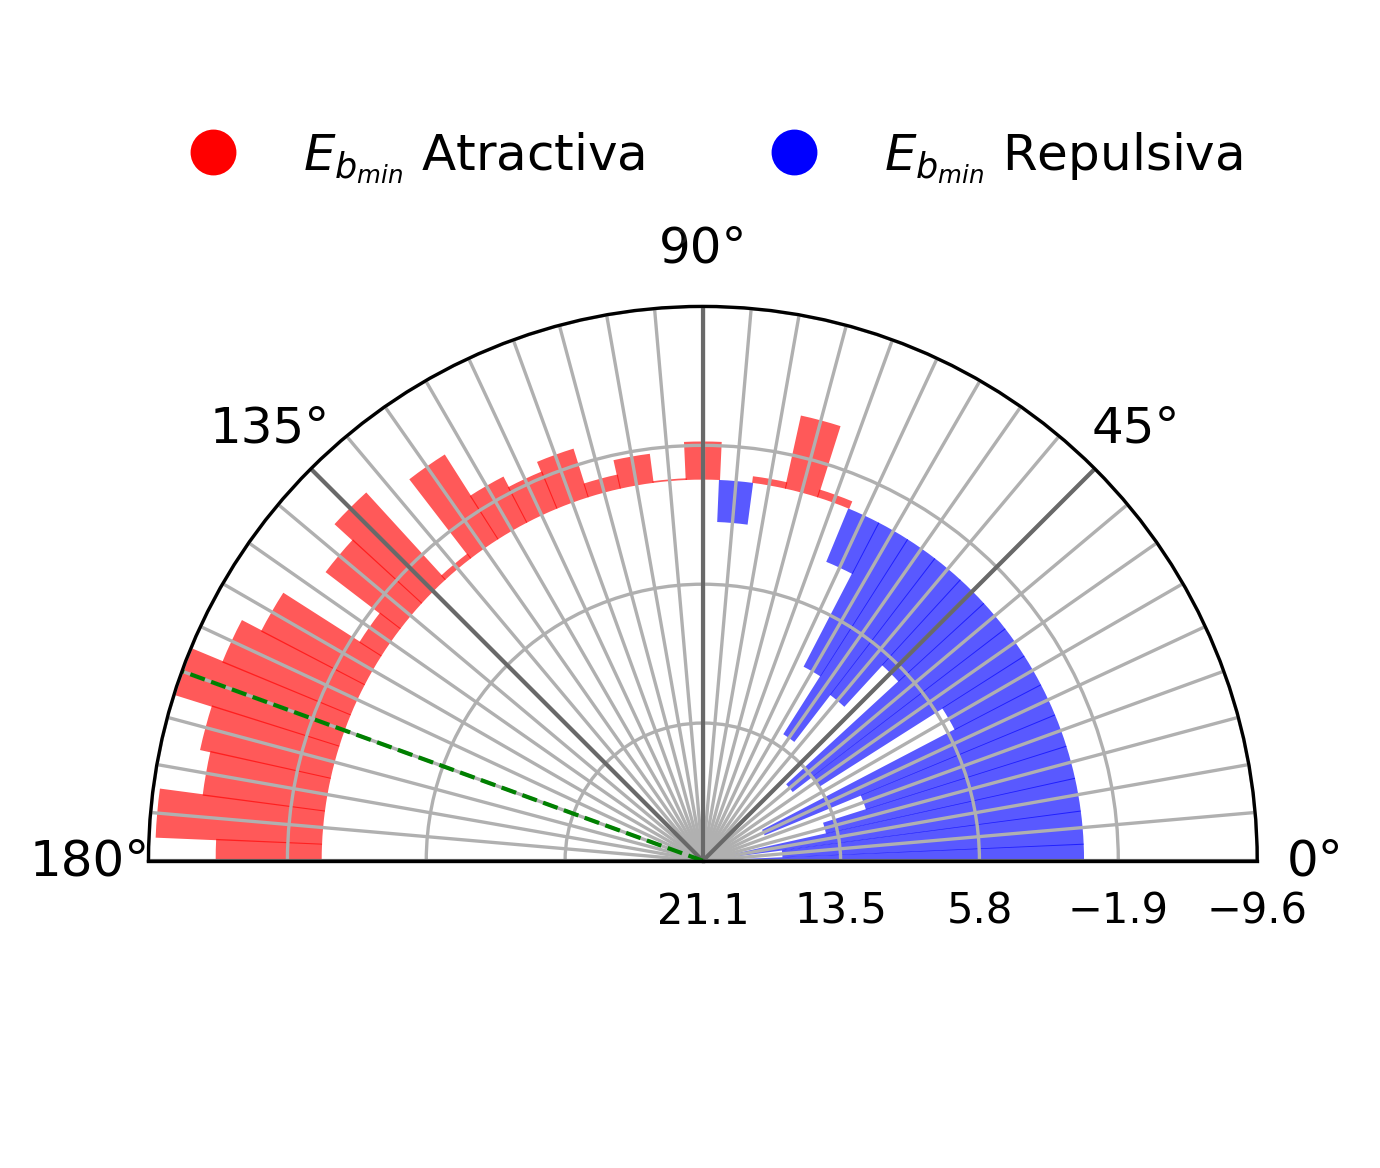 E_{b_{min}} Atractiva E_{b_{min}} Repulsiva
90°
135° 45°
180° 0°
21.1 13.5 5.8 −1.9 −9.6